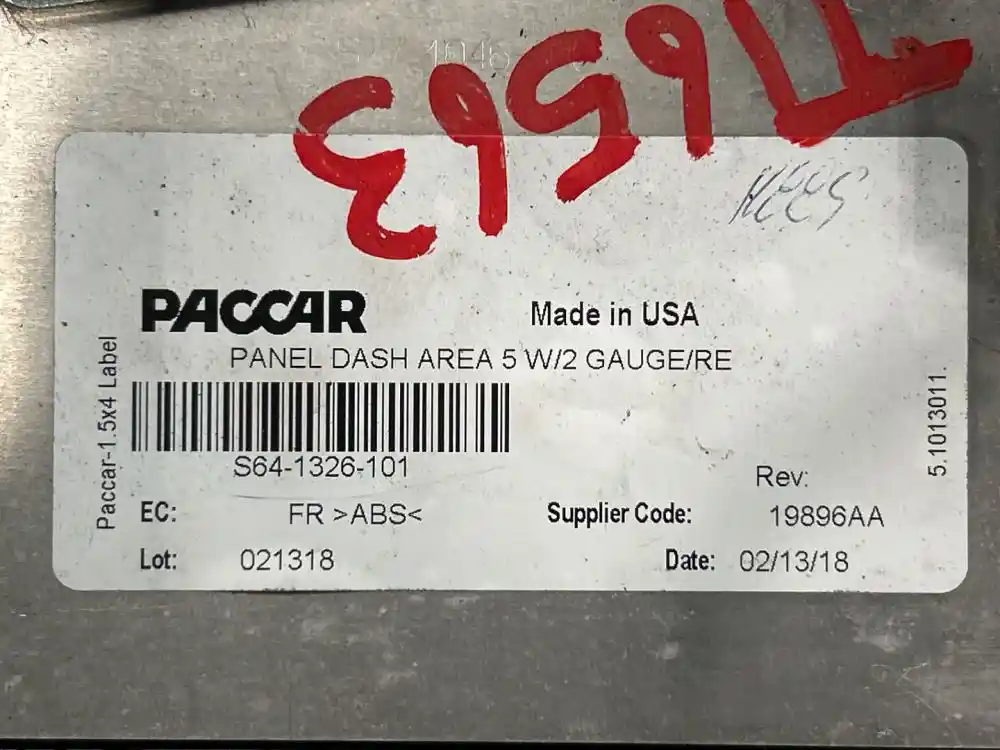 PACCAR
Made in USA
PANEL DASH AREA 5 W/2 GAUGE/RE
S64-1326-101
Rev:
EC: FR >ABS<
Supplier Code: 19896AA
Lot: 021318
Date: 02/13/18
Paccar-1.5x4 Label
5.1013011.